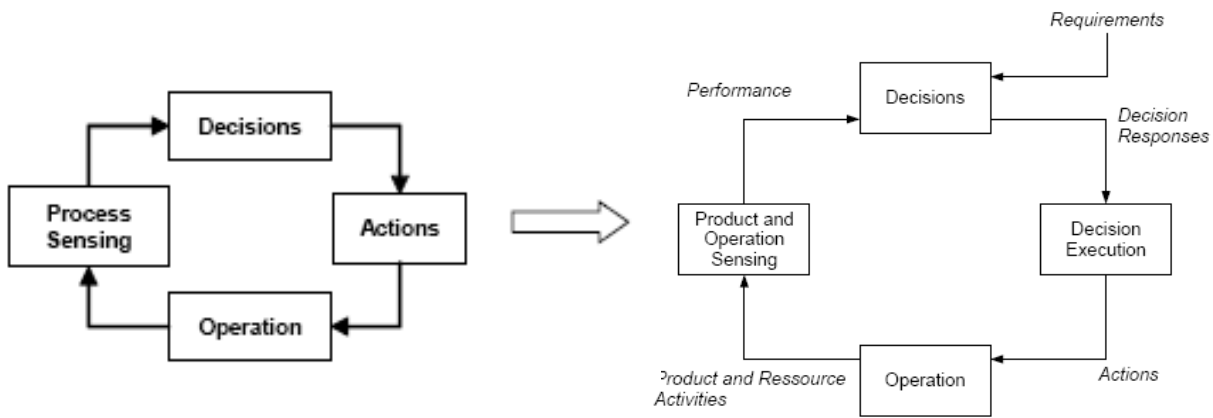 Decisions
Process
Sensing
Actions
Operation
Requirements
Performance
Decisions
Decision
Responses
Product and
Operation
Sensing
Decision
Execution
Product and Ressource
Activities
Operation
Actions